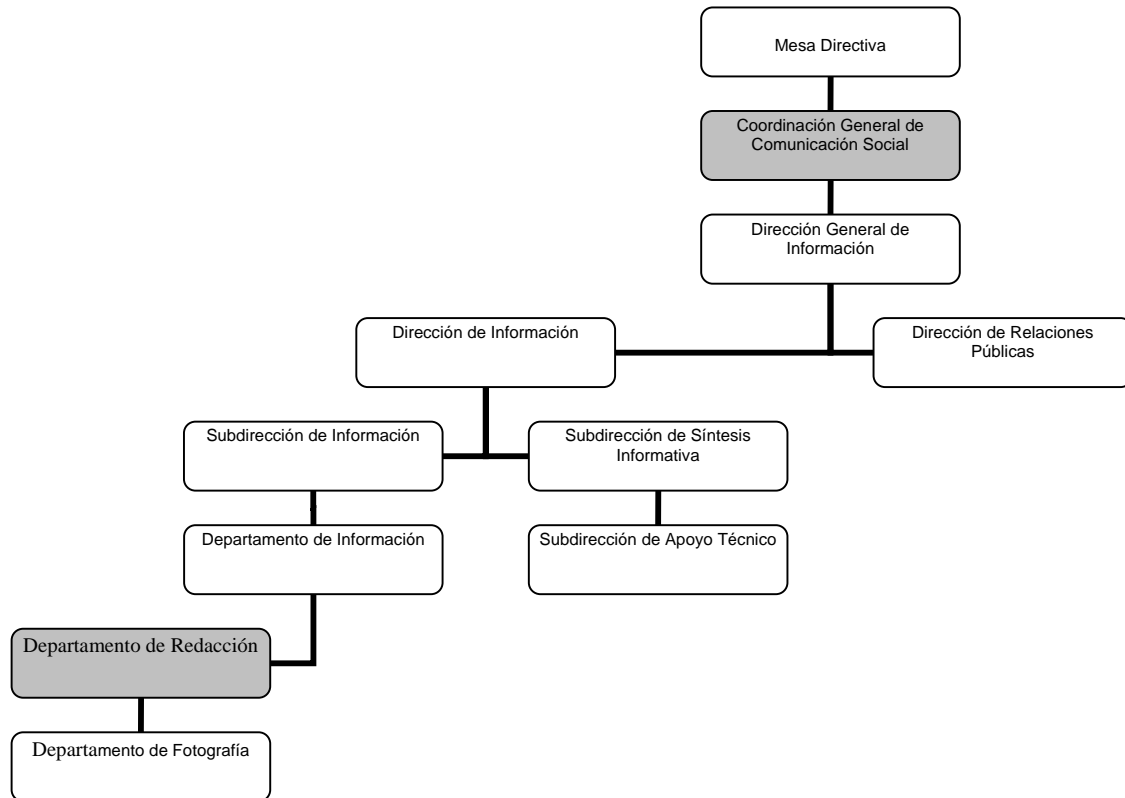 Mesa Directiva
Coordinación General de
Comunicación Social
Dirección General de
Información
Dirección de Información
Dirección de Relaciones
Públicas
Subdirección de Información
Subdirección de Síntesis
Informativa
Departamento de Información
Subdirección de Apoyo Técnico
Departamento de Redacción
Departamento de Fotografía